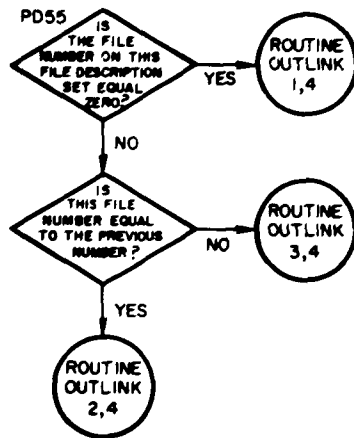 PD55
IS
THE FILE
NUMBER ON THIS
FILE DESCRIPTION
SET EQUAL
ZERO?
YES
ROUTINE
OUTLINK
1,4
NO
IS
THIS FILE
NUMBER EQUAL
TO THE PREVIOUS
NUMBER?
NO
ROUTINE
OUTLINK
3,4
YES
ROUTINE
OUTLINK
2,4